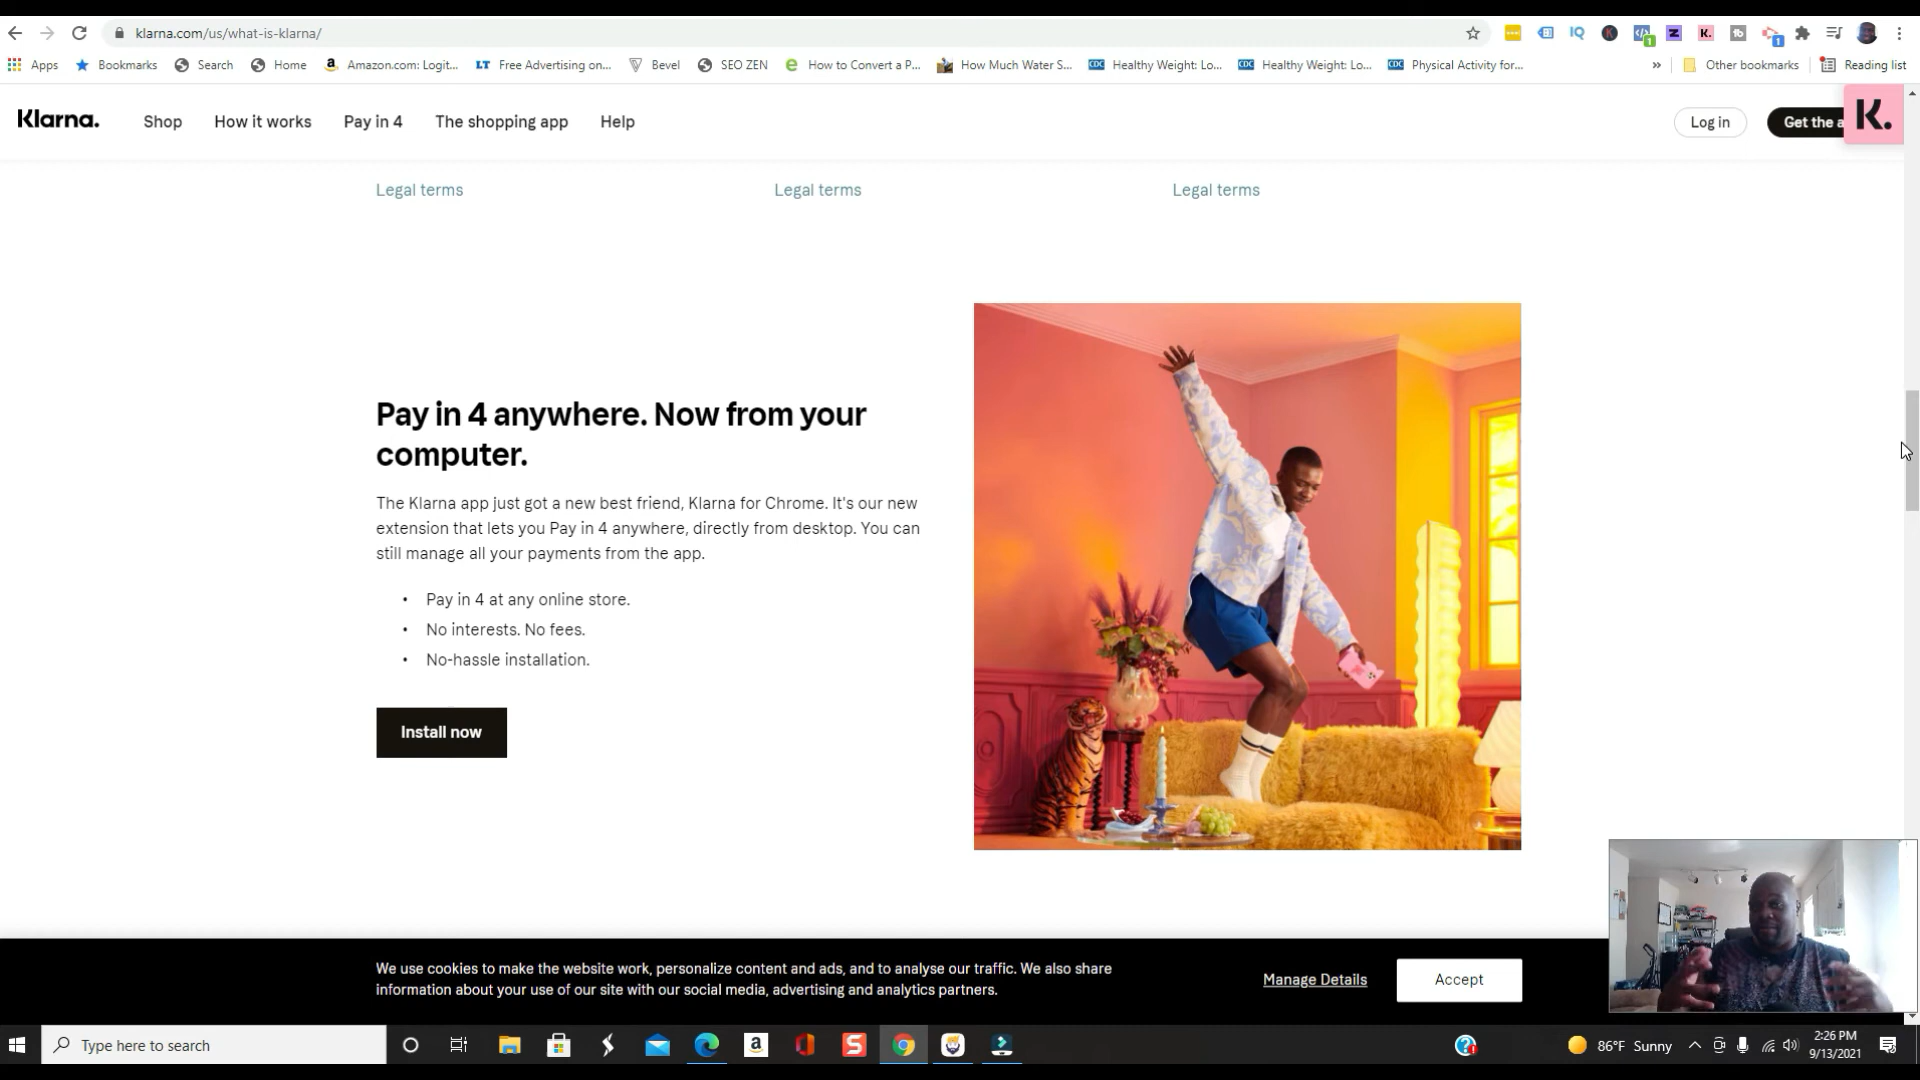 klarna.com/us/what-is-klarna/
Apps
Bookmarks
Search
Home
Amazon.com: Logit...
LT
Free Advertising on...
Bevel
SEO ZEN
How to Convert a P...
How Much Water S...
CDC
Healthy Weight: Lo...
CDC
Healthy Weight: Lo...
CDC
Physical Activity for...
»
Other bookmarks
Reading list
Klarna.
Shop
How it works
Pay in 4
The shopping app
Help
Log in
Get the a
K.
Legal terms
Legal terms
Legal terms
Pay in 4 anywhere. Now from your
computer.
The Klarna app just got a new best friend, Klarna for Chrome. It's our new
extension that lets you Pay in 4 anywhere, directly from desktop. You can
still manage all your payments from the app.
• Pay in 4 at any online store.
• No interests. No fees.
• No-hassle installation.
Install now
We use cookies to make the website work, personalize content and ads, and to analyse our traffic. We also share
information about your use of our site with our social media, advertising and analytics partners.
Manage Details
Accept
Type here to search
86°F Sunny
2:26 PM
9/13/2021